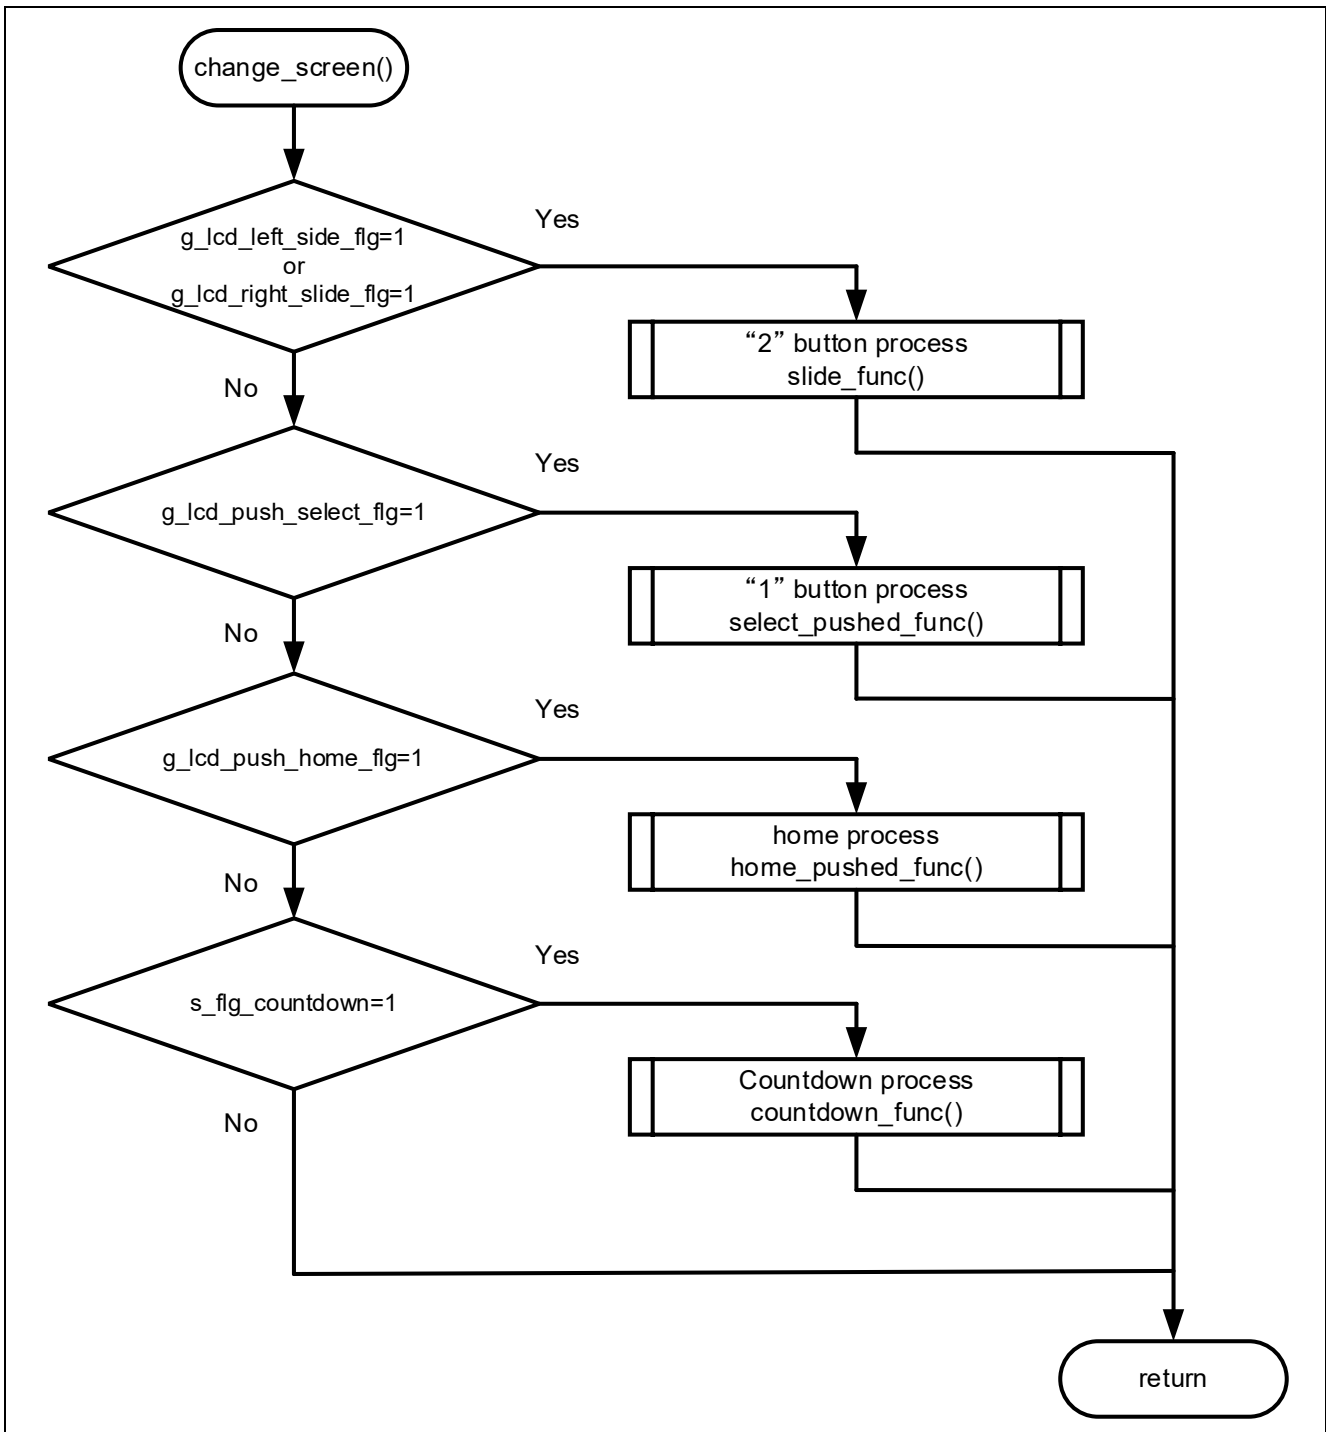 change_screen()
Yes
g_lcd_left_side_flg=1
or
g_lcd_right_slide_flg=1
“2” button process
slide_func()
No
Yes
g_lcd_push_select_flg=1
“1” button process
select_pushed_func()
No
Yes
g_lcd_push_home_flg=1
home process
home_pushed_func()
No
Yes
s_flg_countdown=1
Countdown process
countdown_func()
No
return